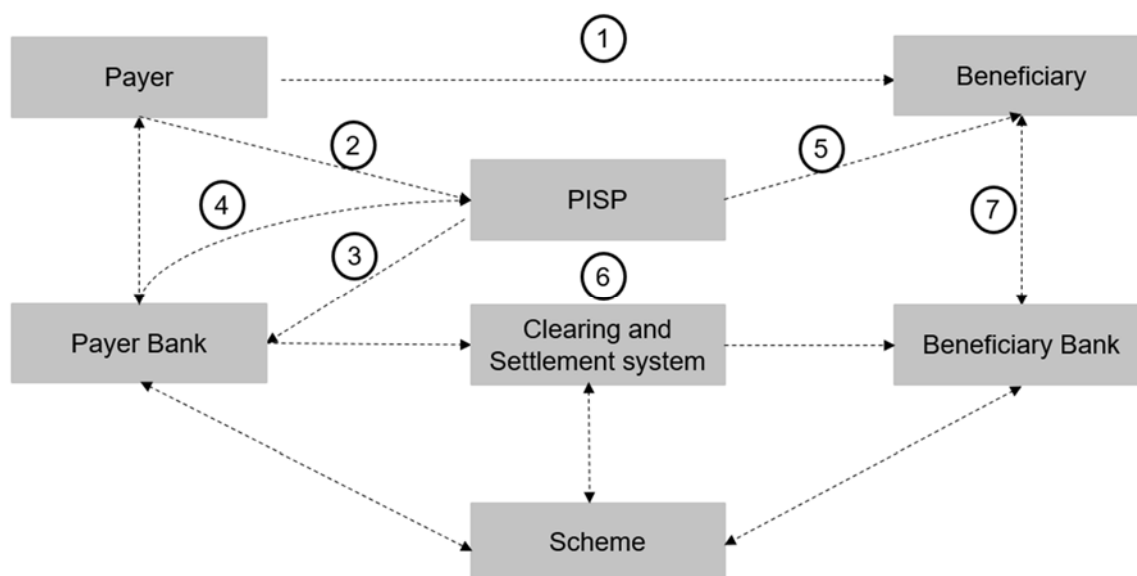 1
Payer
Beneficiary
2
5
PISP
4
7
3
6
Payer Bank
Clearing and
Settlement system
Beneficiary Bank
Scheme